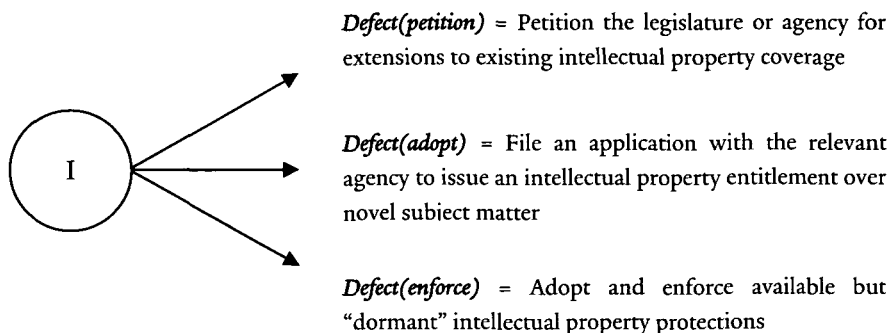 Defect(petition) = Petition the legislature or agency for
extensions to existing intellectual property coverage
I
Defect(adopt) = File an application with the relevant
agency to issue an intellectual property entitlement over
novel subject matter
Defect(enforce) = Adopt and enforce available but
“dormant” intellectual property protections